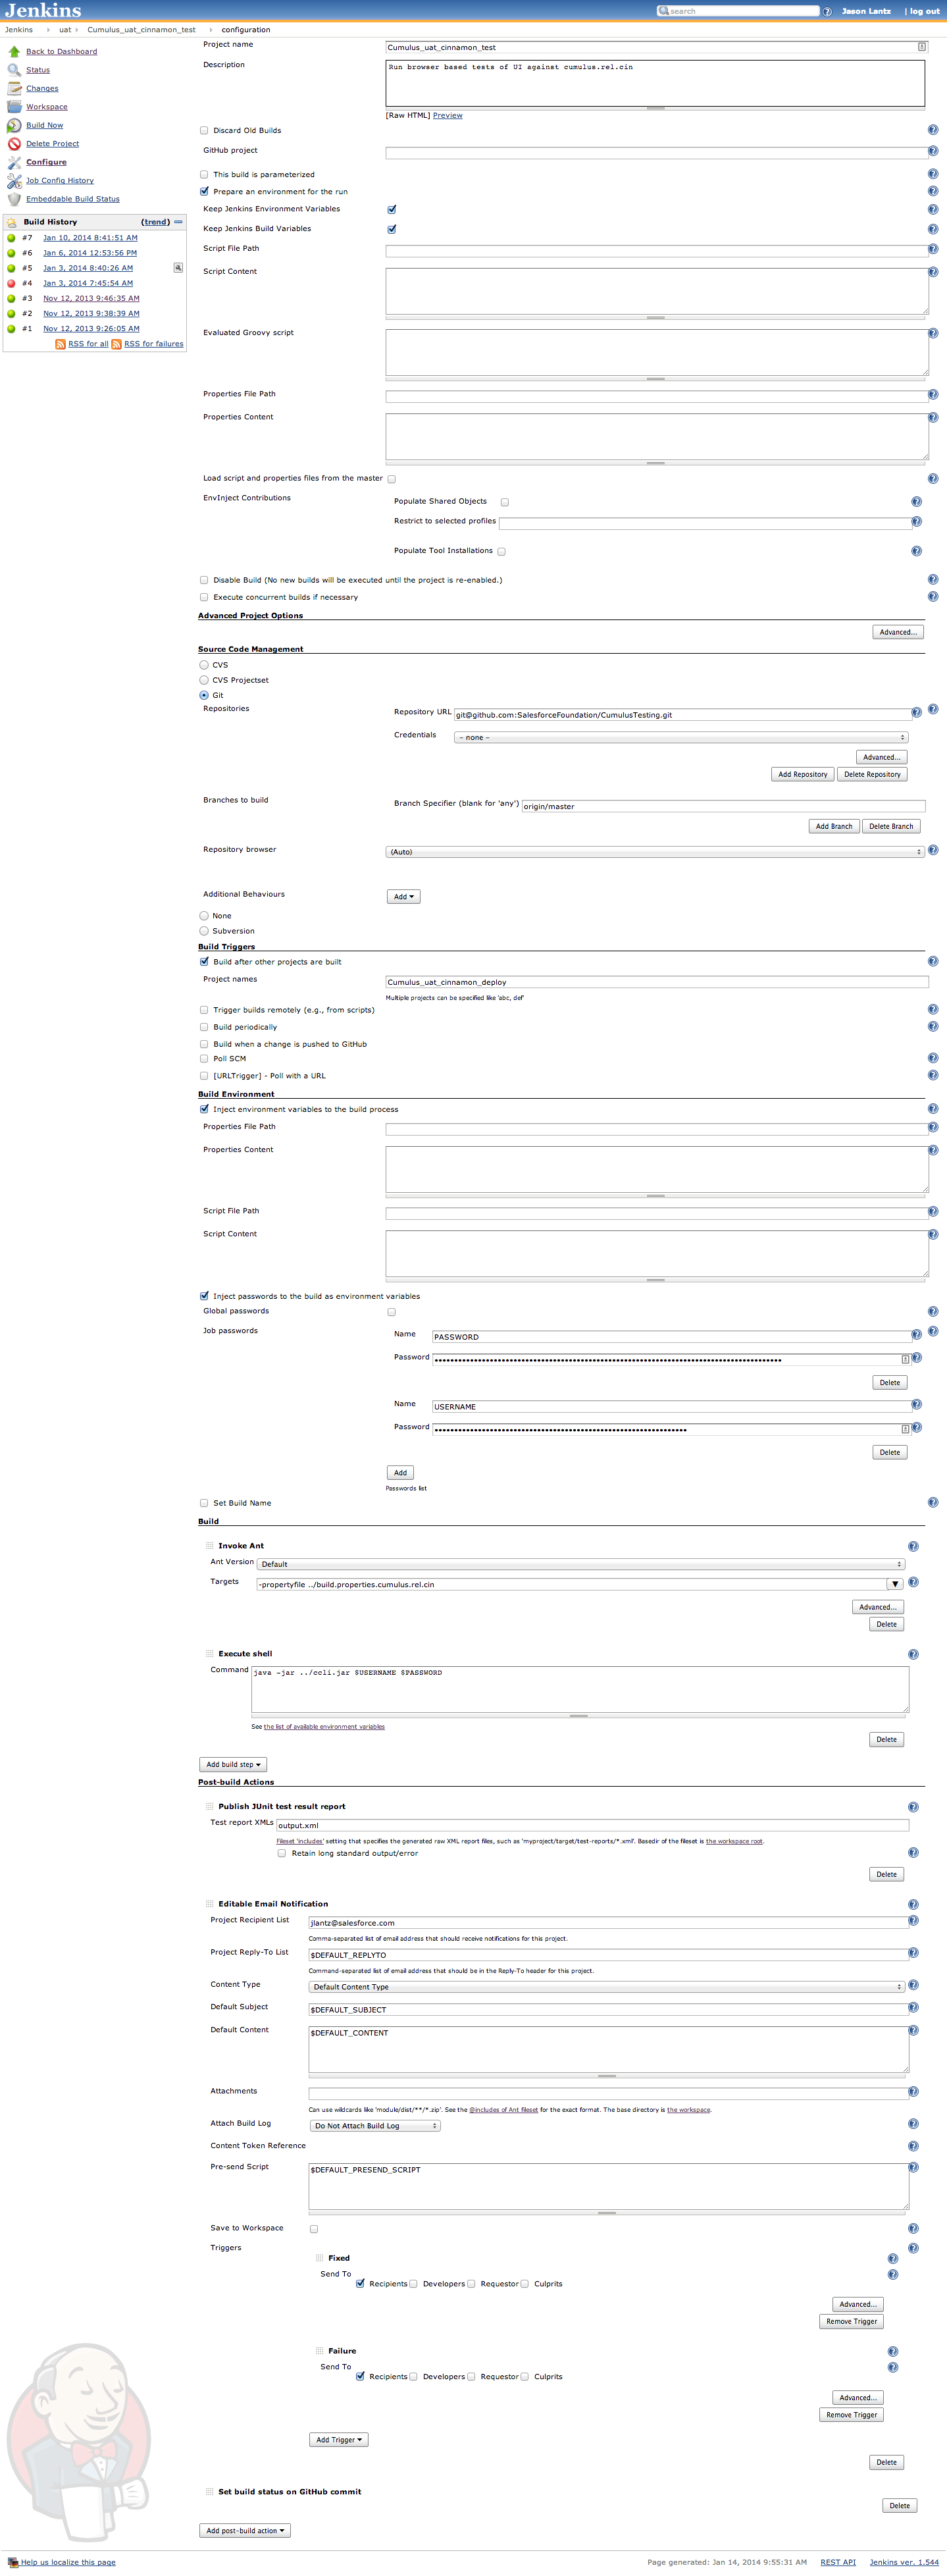 Jenkins
search
Jason Lantz
| log out
Jenkins
uat
Cumulus_uat_cinnamon_test
configuration
Back to Dashboard
Status
Changes
Workspace
Build Now
Delete Project
Configure
Job Config History
Embeddable Build Status
Build History (trend)
#7 Jan 10, 2014 8:41:51 AM
#6 Jan 6, 2014 12:53:56 PM
#5 Jan 3, 2014 8:40:26 AM
#4 Jan 3, 2014 7:45:54 AM
#3 Nov 12, 2013 9:46:35 AM
#2 Nov 12, 2013 9:38:39 AM
#1 Nov 12, 2013 9:26:05 AM
RSS for all RSS for failures
Project name Cumulus_uat_cinnamon_test
Description Run browser based tests of UI against cumulus.rel.cin
[Raw HTML] Preview
Discard Old Builds
GitHub project
This build is parameterized
Prepare an environment for the run
Keep Jenkins Environment Variables
Keep Jenkins Build Variables
Script File Path
Script Content
Evaluated Groovy script
Properties File Path
Properties Content
Load script and properties files from the master
EnvInject Contributions
Populate Shared Objects
Restrict to selected profiles
Populate Tool Installations
Disable Build (No new builds will be executed until the project is re-enabled.)
Execute concurrent builds if necessary
Advanced Project Options
Advanced...
Source Code Management
CVS
CVS Projectset
Git
Repositories
Repository URL git@github.com:SalesforceFoundation/CumulusTesting.git
Credentials - none -
Advanced...
Add Repository Delete Repository
Branches to build
Branch Specifier (blank for 'any') origin/master
Add Branch Delete Branch
Repository browser (Auto)
Additional Behaviours Add
None
Subversion
Build Triggers
Build after other projects are built
Project names Cumulus_uat_cinnamon_deploy
Multiple projects can be specified like 'abc, def'
Trigger builds remotely (e.g., from scripts)
Build periodically
Build when a change is pushed to GitHub
Poll SCM
[URLTrigger] - Poll with a URL
Build Environment
Inject environment variables to the build process
Properties File Path
Properties Content
Script File Path
Script Content
Inject passwords to the build as environment variables
Global passwords
Job passwords
Name PASSWORD
Password
Delete
Name USERNAME
Password
Delete
Add
Passwords list
Set Build Name
Build
Invoke Ant
Ant Version Default
Targets -propertyfile ../build.properties.cumulus.rel.cin
Advanced...
Delete
Execute shell
Command java -jar ../ccli.jar $USERNAME $PASSWORD
See the list of available environment variables
Delete
Add build step
Post-build Actions
Publish JUnit test result report
Test report XMLs output.xml
Fileset 'includes' setting that specifies the generated raw XML report files, such as 'myproject/target/test-reports/*.xml'. Basedir of the fileset is the workspace root.
Retain long standard output/error
Delete
Editable Email Notification
Project Recipient List jlantz@salesforce.com
Comma-separated list of email address that should receive notifications for this project.
Project Reply-To List $DEFAULT_REPLYTO
Command-separated list of email address that should be in the Reply-To header for this project.
Content Type Default Content Type
Default Subject $DEFAULT_SUBJECT
Default Content $DEFAULT_CONTENT
Attachments
Can use wildcards like 'module/dist/**/*.zip'. See the @includes of Ant fileset for the exact format. The base directory is the workspace.
Attach Build Log Do Not Attach Build Log
Content Token Reference
Pre-send Script $DEFAULT_PRESEND_SCRIPT
Save to Workspace
Triggers
Fixed
Send To
Recipients Developers Requestor Culprits
Advanced...
Remove Trigger
Failure
Send To
Recipients Developers Requestor Culprits
Advanced...
Remove Trigger
Add Trigger
Delete
Set build status on GitHub commit
Delete
Add post-build action
Help us localize this page
Page generated: Jan 14, 2014 9:55:31 AM REST API Jenkins ver. 1.544